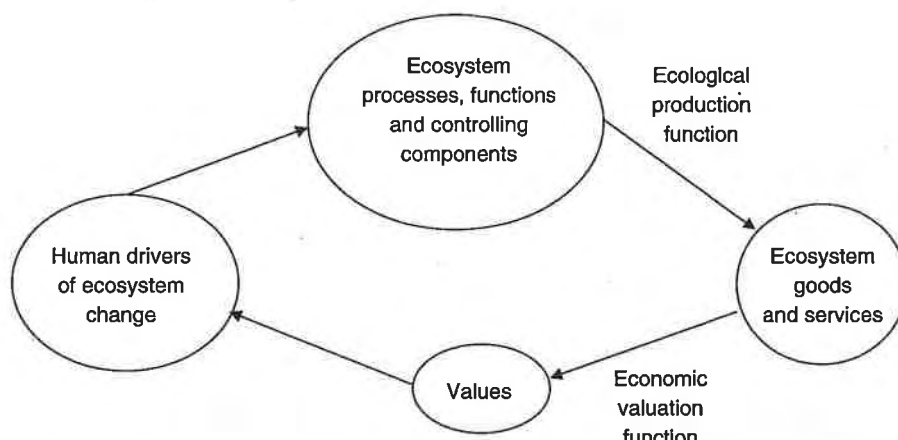 Ecosystem
processes, functions
and controlling
components
Ecological
production
function
Human drivers
of ecosystem
change
Ecosystem
goods
and services
Values
Economic
valuation
function